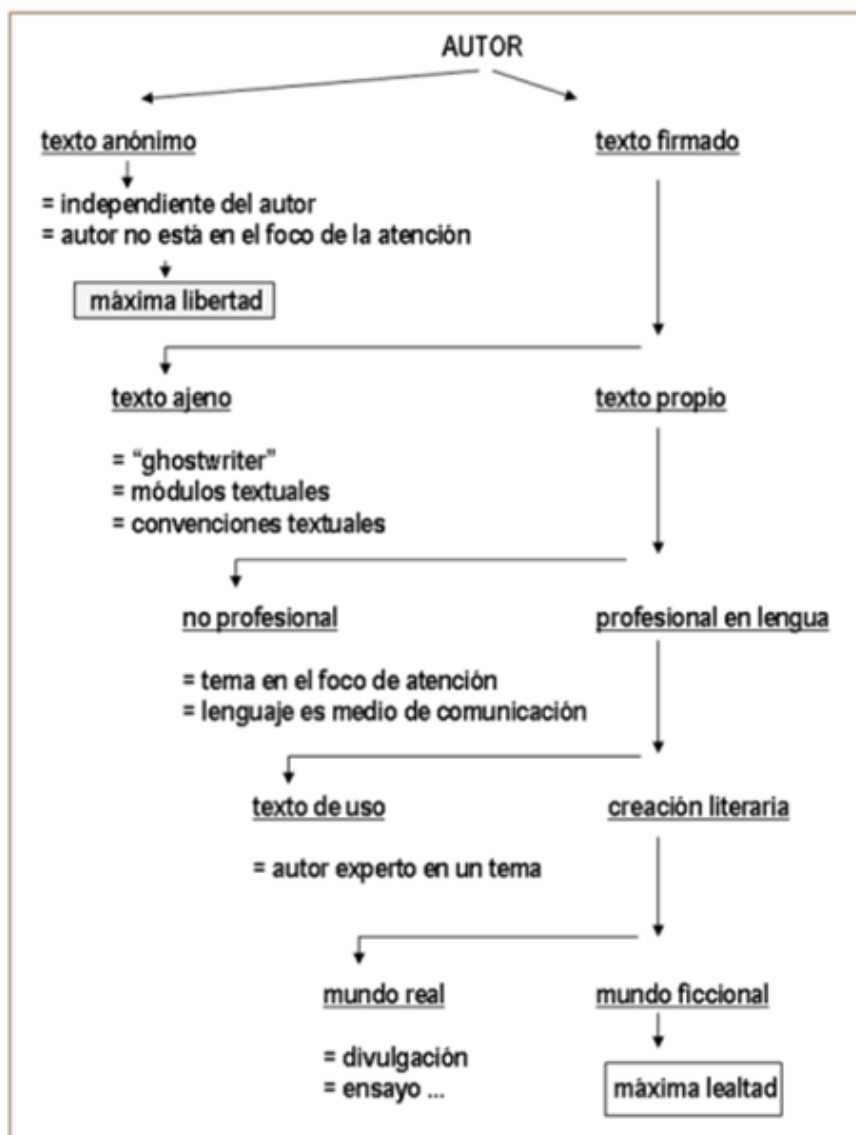 AUTOR
texto anónimo
texto firmado
= independiente del autor
= autor no está en el foco de la atención
máxima libertad
texto ajeno
texto propio
= “ghostwriter”
= módulos textuales
= convenciones textuales
no profesional
profesional en lengua
= tema en el foco de atención
= lenguaje es medio de comunicación
texto de uso
creación literaria
= autor experto en un tema
mundo real
mundo ficcional
= divulgación
= ensayo ...
máxima lealtad